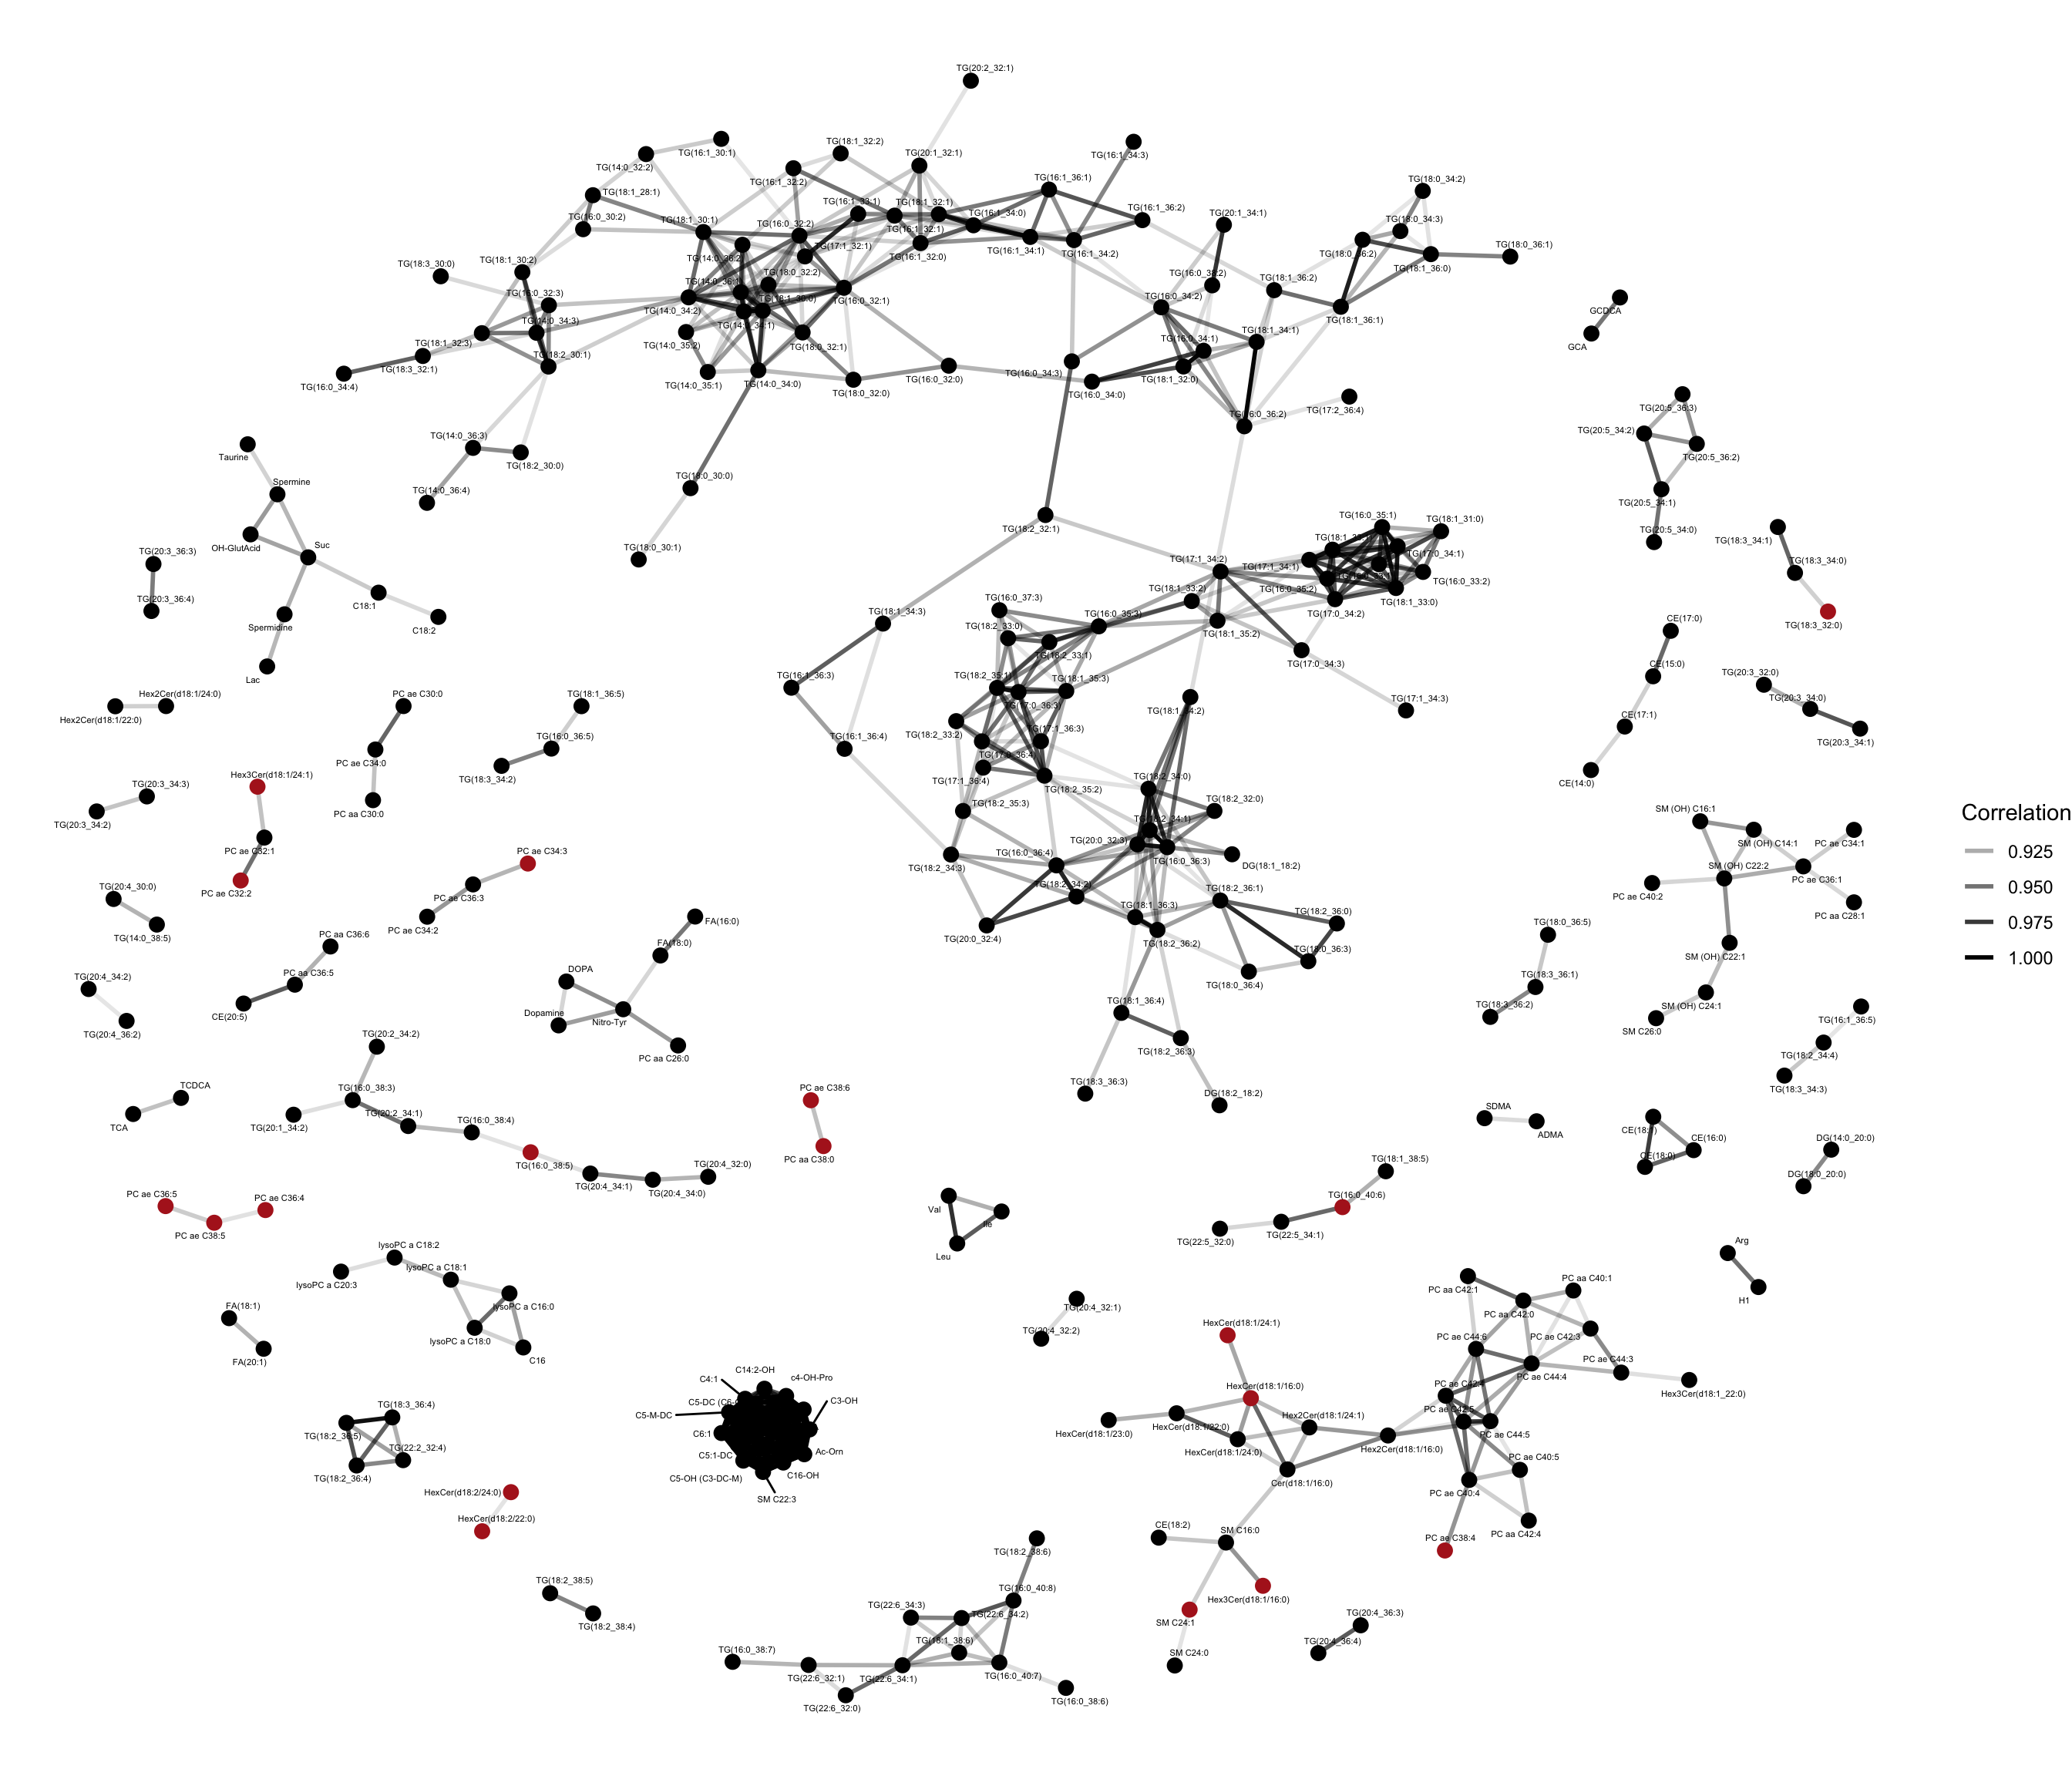 TG(20:2_32:1)
TG(16:1_30:1)
TG(14:0_32:2)
TG(18:1_32:2)
TG(16:1_32:2)
TG(20:1_32:1)
TG(16:1_34:3)
TG(18:1_28:1)
TG(16:0_30:2)
TG(18:1_30:1)
TG(16:0_32:2)
TG(16:1_33:1)
TG(18:1_32:1)
TG(16:1_34:0)
TG(16:1_32:1)
TG(17:1_32:1)
TG(16:1_32:0)
TG(16:1_36:1)
TG(16:1_36:2)
TG(16:1_34:1)
TG(16:1_34:2)
TG(20:1_34:1)
TG(18:0_34:2)
TG(18:0_34:3)
TG(18:0_36:2)
TG(18:1_36:0)
TG(18:0_36:1)
TG(18:3_30:0)
TG(18:1_30:2)
TG(16:0_32:3)
TG(14:0_34:3)
TG(18:1_32:3)
TG(18:3_32:1)
TG(16:0_34:4)
TG(18:2_30:1)
TG(14:0_36:2)
TG(18:0_32:2)
TG(14:0_34:2)
TG(16:0_32:1)
TG(14:0_35:2)
TG(14:0_35:1)
TG(14:0_34:0)
TG(18:0_32:1)
TG(18:0_32:0)
TG(16:0_32:0)
TG(16:0_34:3)
TG(16:0_34:0)
TG(16:0_34:2)
TG(16:0_34:1)
TG(18:1_32:0)
TG(18:1_34:1)
TG(18:1_36:2)
TG(18:1_36:1)
TG(16:0_36:2)
TG(17:2_36:4)
GCDCA
GCA
TG(20:5_36:3)
TG(20:5_34:2)
TG(20:5_36:2)
TG(20:5_34:1)
TG(20:5_34:0)
TG(14:0_36:3)
TG(18:2_30:0)
TG(14:0_36:4)
TG(18:0_30:1)
Taurine
Spermine
OH-GlutAcid
Suc
C18:1
C18:2
Spermidine
Lac
TG(20:3_36:3)
TG(20:3_36:4)
TG(18:2_32:1)
TG(17:1_34:2)
TG(17:1_34:1)
TG(16:0_35:1)
TG(18:1_31:0)
TG(17:0_34:1)
TG(16:0_33:2)
TG(16:0_35:2)
TG(18:1_33:0)
TG(17:0_34:2)
TG(18:1_33:2)
TG(18:1_35:2)
TG(17:0_34:3)
TG(17:1_34:3)
TG(18:3_34:1)
TG(18:3_34:0)
TG(18:3_32:0)
TG(18:1_34:3)
TG(16:1_36:3)
TG(16:1_36:4)
TG(16:0_37:3)
TG(16:0_35:3)
TG(18:2_33:0)
TG(18:2_33:1)
TG(18:2_35:1)
TG(18:1_35:3)
TG(17:0_36:3)
TG(18:2_33:2)
TG(17:1_36:3)
TG(17:0_36:4)
TG(17:1_36:4)
TG(18:2_35:2)
TG(18:2_35:3)
TG(18:1_34:2)
TG(18:2_34:0)
TG(18:2_32:0)
TG(18:2_34:1)
TG(20:0_32:3)
TG(16:0_36:3)
DG(18:1_18:2)
TG(16:0_36:4)
TG(18:2_34:3)
TG(18:2_34:2)
TG(20:0_32:4)
TG(18:1_36:3)
TG(18:2_36:1)
TG(18:2_36:2)
TG(18:2_36:0)
TG(18:0_36:3)
TG(18:0_36:4)
TG(18:1_36:4)
TG(18:2_36:3)
TG(18:3_36:3)
DG(18:2_18:2)
CE(17:0)
CE(15:0)
CE(17:1)
CE(14:0)
TG(20:3_32:0)
TG(20:3_34:0)
TG(20:3_34:1)
Hex2Cer(d18:1/24:0)
Hex2Cer(d18:1/22:0)
PC ae C30:0
PC ae C34:0
PC aa C30:0
TG(18:1_36:5)
TG(16:0_36:5)
TG(18:3_34:2)
TG(20:3_34:3)
TG(20:3_34:2)
Hex3Cer(d18:1/24:1)
PC ae C32:1
PC ae C32:2
PC ae C34:3
PC ae C36:3
PC ae C34:2
TG(20:4_30:0)
TG(14:0_38:5)
PC aa C36:6
PC aa C36:5
CE(20:5)
TG(20:4_34:2)
TG(20:4_36:2)
FA(16:0)
FA(18:0)
DOPA
Dopamine
Nitro-Tyr
PC aa C26:0
SM (OH) C16:1
SM (OH) C14:1
PC ae C34:1
SM (OH) C22:2
PC ae C36:1
PC ae C40:2
PC aa C28:1
SM (OH) C22:1
SM (OH) C24:1
SM C26:0
Correlation
0.925
0.950
0.975
1.000
TG(18:0_36:5)
TG(18:3_36:1)
TG(18:3_36:2)
TG(16:1_36:5)
TG(18:2_34:4)
TG(18:3_34:3)
TCDCA
TCA
TG(20:2_34:2)
TG(16:0_38:3)
TG(20:1_34:2)
TG(20:2_34:1)
TG(16:0_38:4)
TG(16:0_38:5)
TG(20:4_34:1)
TG(20:4_34:0)
TG(20:4_32:0)
PC ae C38:6
PC aa C38:0
SDMA
ADMA
CE(16:0)
CE(18:0)
DG(14:0_20:0)
DG(18:0_20:0)
PC ae C36:5
PC ae C36:4
PC ae C38:5
Val
Ile
Leu
TG(18:1_38:5)
TG(16:0_40:6)
TG(22:5_34:1)
TG(22:5_32:0)
lysoPC a C18:2
lysoPC a C20:3
lysoPC a C18:1
lysoPC a C16:0
lysoPC a C18:0
C16
FA(18:1)
FA(20:1)
TG(20:4_32:1)
TG(20:4_32:2)
Arg
H1
PC aa C42:1
PC aa C40:1
PC aa C42:0
PC ae C44:6
PC ae C42:3
PC ae C44:3
PC ae C44:4
Hex3Cer(d18:1_22:0)
PC ae C42:4
PC ae C42:5
PC ae C44:5
PC ae C40:5
PC ae C40:4
PC aa C42:4
PC ae C38:4
HexCer(d18:1/24:1)
HexCer(d18:1/16:0)
HexCer(d18:1/22:0)
HexCer(d18:1/23:0)
HexCer(d18:1/24:0)
Hex2Cer(d18:1/24:1)
Hex2Cer(d18:1/16:0)
Cer(d18:1/16:0)
CE(18:2)
SM C16:0
Hex3Cer(d18:1/16:0)
SM C24:1
SM C24:0
C14:2-OH
C4:1
c4-OH-Pro
C5-M-DC
C3-OH
C6:1
C5:1-DC
Ac-Orn
C5-OH (C3-DC-M)
C16-OH
SM C22:3
TG(18:3_36:4)
TG(18:2_36:5)
TG(22:2_32:4)
TG(18:2_36:4)
HexCer(d18:2/24:0)
HexCer(d18:2/22:0)
TG(18:2_38:5)
TG(18:2_38:4)
TG(18:2_38:6)
TG(16:0_40:8)
TG(22:6_34:3)
TG(22:6_34:2)
TG(18:1_38:6)
TG(16:0_38:7)
TG(22:6_32:1)
TG(22:6_34:1)
TG(16:0_40:7)
TG(22:6_32:0)
TG(16:0_38:6)
TG(20:4_36:3)
TG(20:4_36:4)